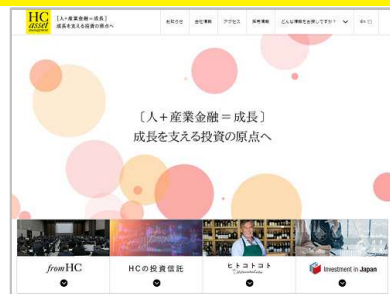 HC
asset
management
［人+産業金融＝成長］
成長を支える投資の原点へ
お知らせ 会社情報 アクセス 採用情報 どんな情報をお探しですか？
〔人+産業金融＝成長〕
成長を支える投資の原点へ
fromHC
HCの投資信託
ヒトコトコト
Investment in Japan